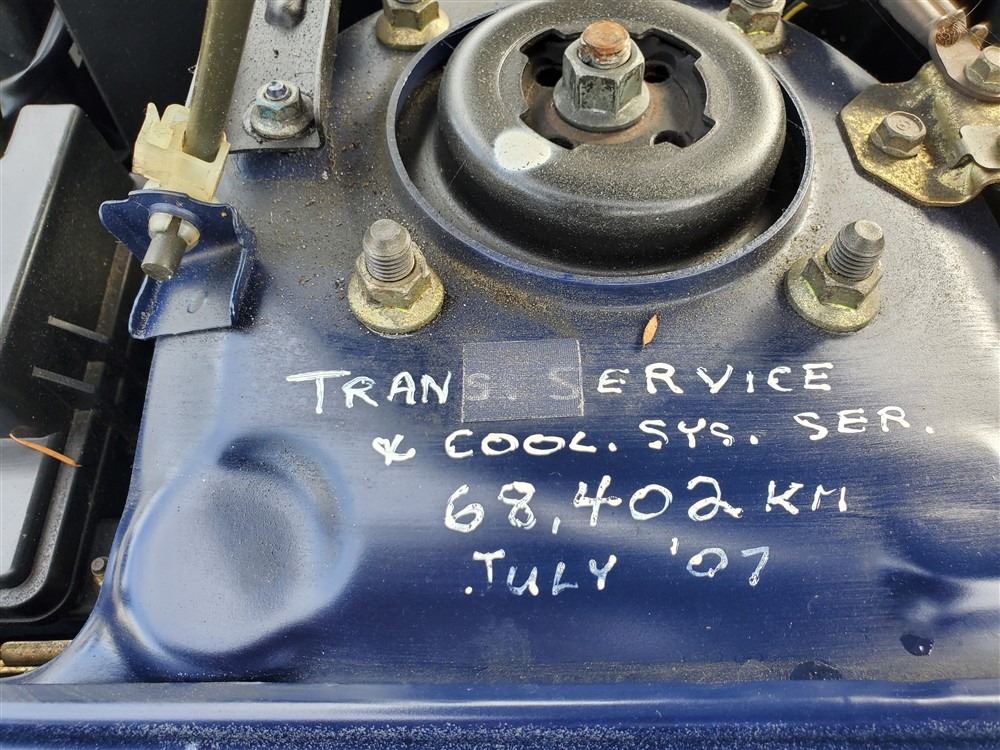 TRANS. SERVICE
& COOL. SYS. SER.
68,402 KM
JULY '07